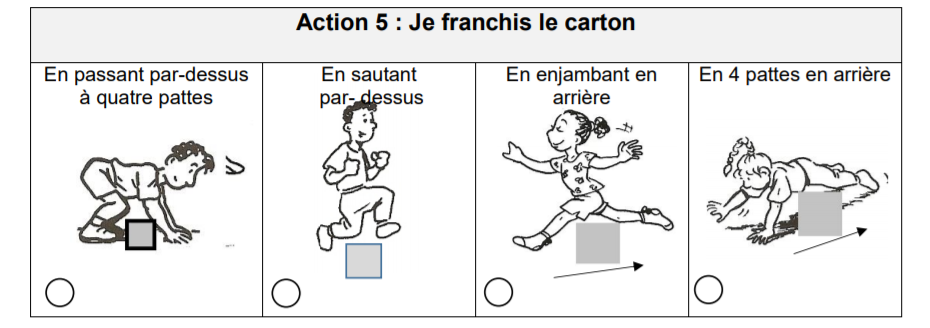 Action 5 : Je franchis le carton
En passant par-dessus
à quatre pattes
En sautant
par- dessus
En enjambant en
arrière
En 4 pattes en arrière